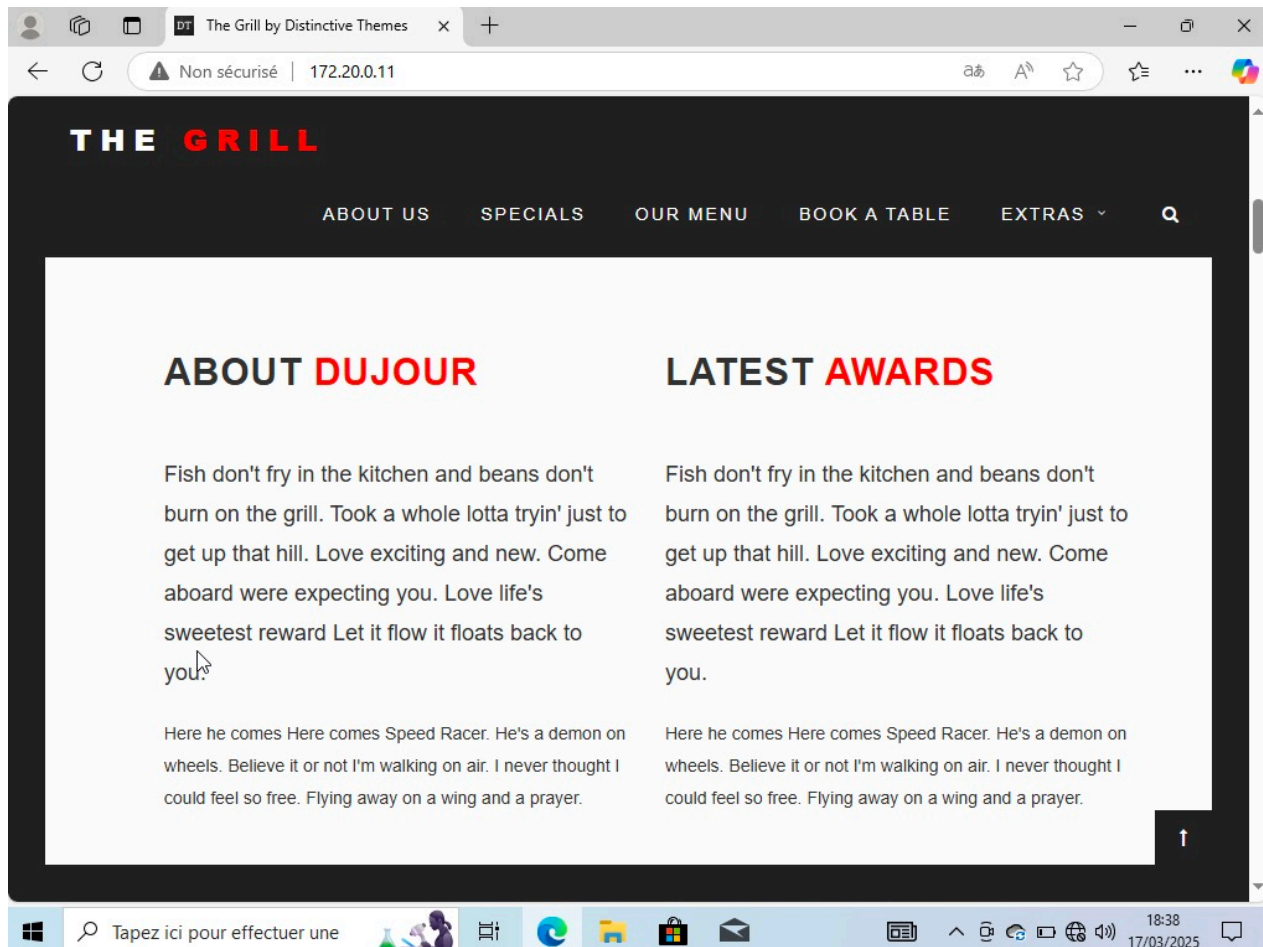 DT The Grill by Distinctive Themes
Non sécurisé 172.20.0.11
THE GRILL
ABOUT US SPECIALS OUR MENU BOOK A TABLE EXTRAS
ABOUT DUJOUR
Fish don't fry in the kitchen and beans don't
burn on the grill. Took a whole lotta tryin' just to
get up that hill. Love exciting and new. Come
aboard were expecting you. Love life's
sweetest reward Let it flow it floats back to
you.
Here he comes Here comes Speed Racer. He's a demon on
wheels. Believe it or not I'm walking on air. I never thought I
could feel so free. Flying away on a wing and a prayer.
LATEST AWARDS
Fish don't fry in the kitchen and beans don't
burn on the grill. Took a whole lotta tryin' just to
get up that hill. Love exciting and new. Come
aboard were expecting you. Love life's
sweetest reward Let it flow it floats back to
you.
Here he comes Here comes Speed Racer. He's a demon on
wheels. Believe it or not I'm walking on air. I never thought I
could feel so free. Flying away on a wing and a prayer.
Tapez ici pour effectuer une
18:38
17/03/2025